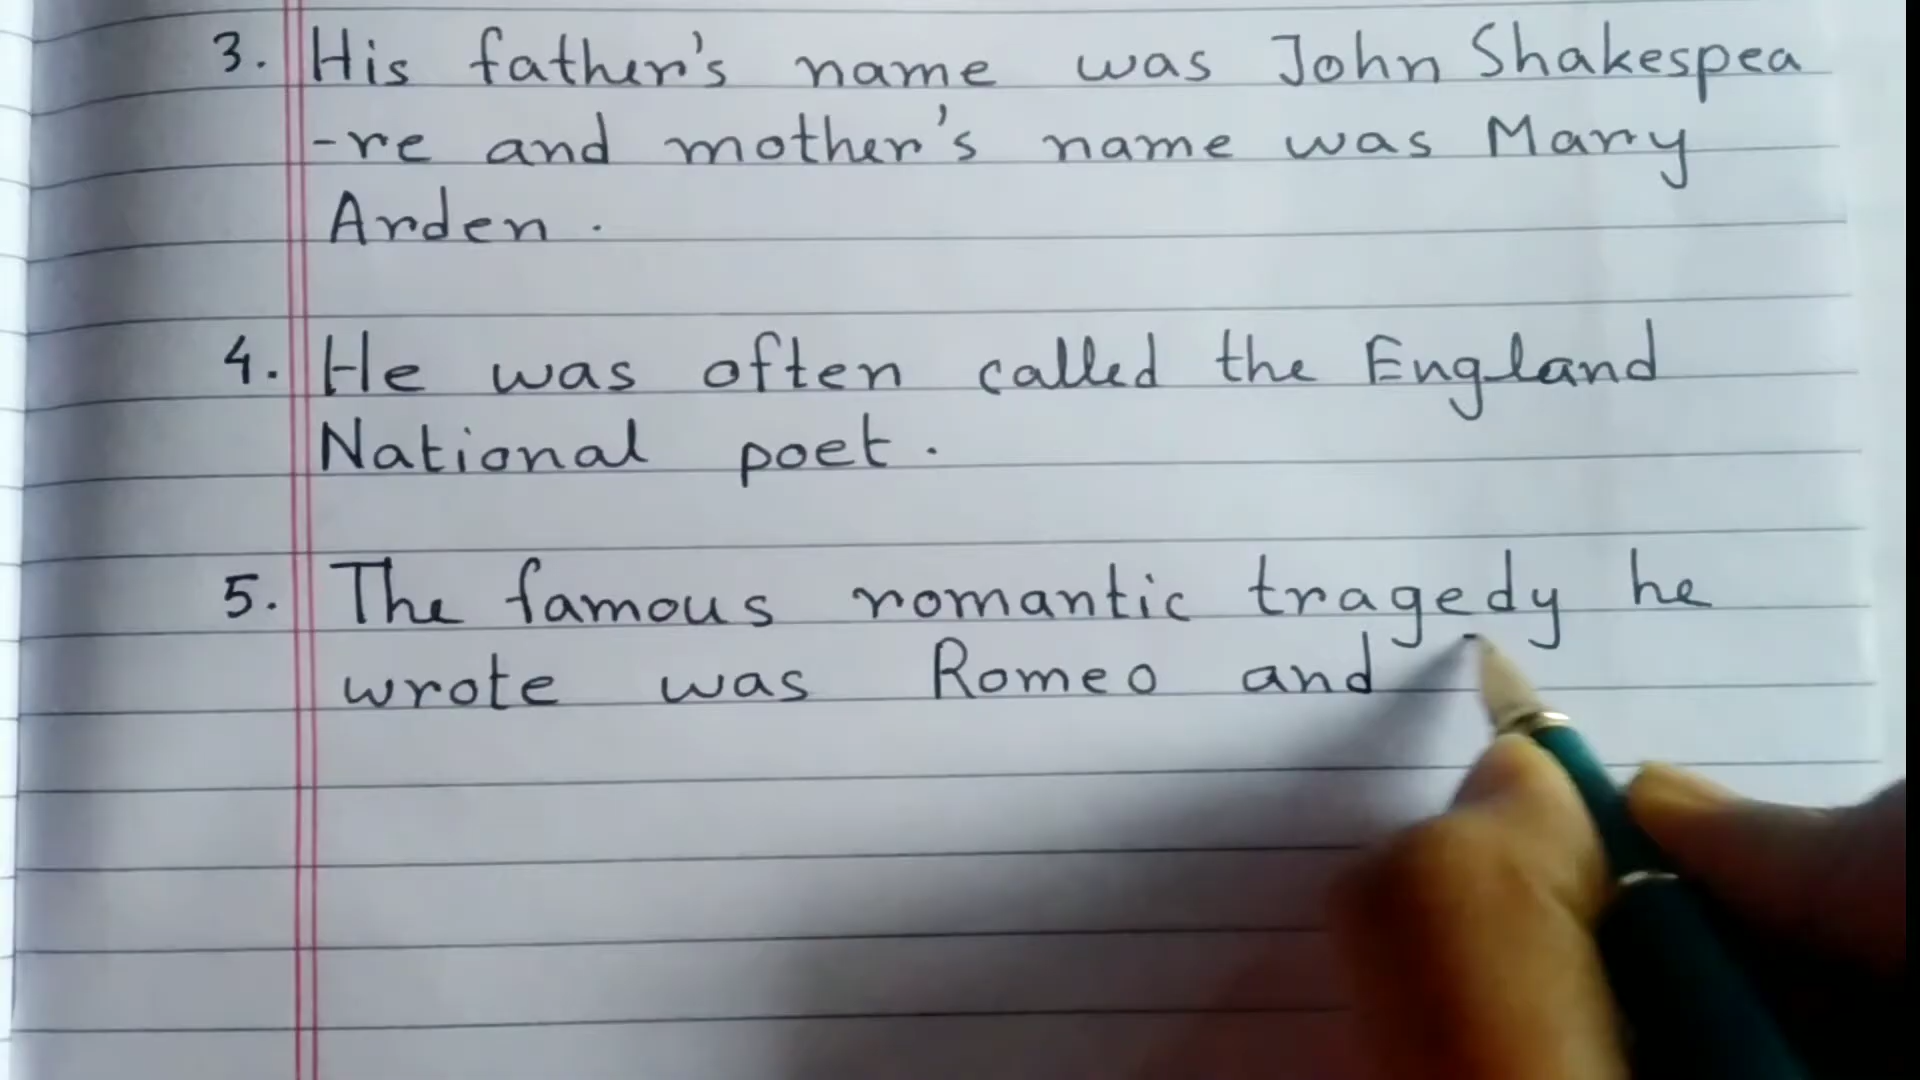 3. His father's name was John Shakespea
-re and mother's name was Mary
Arden.
4. He was often called the England
National poet.
5. The famous romantic tragedy he
wrote was Romeo and